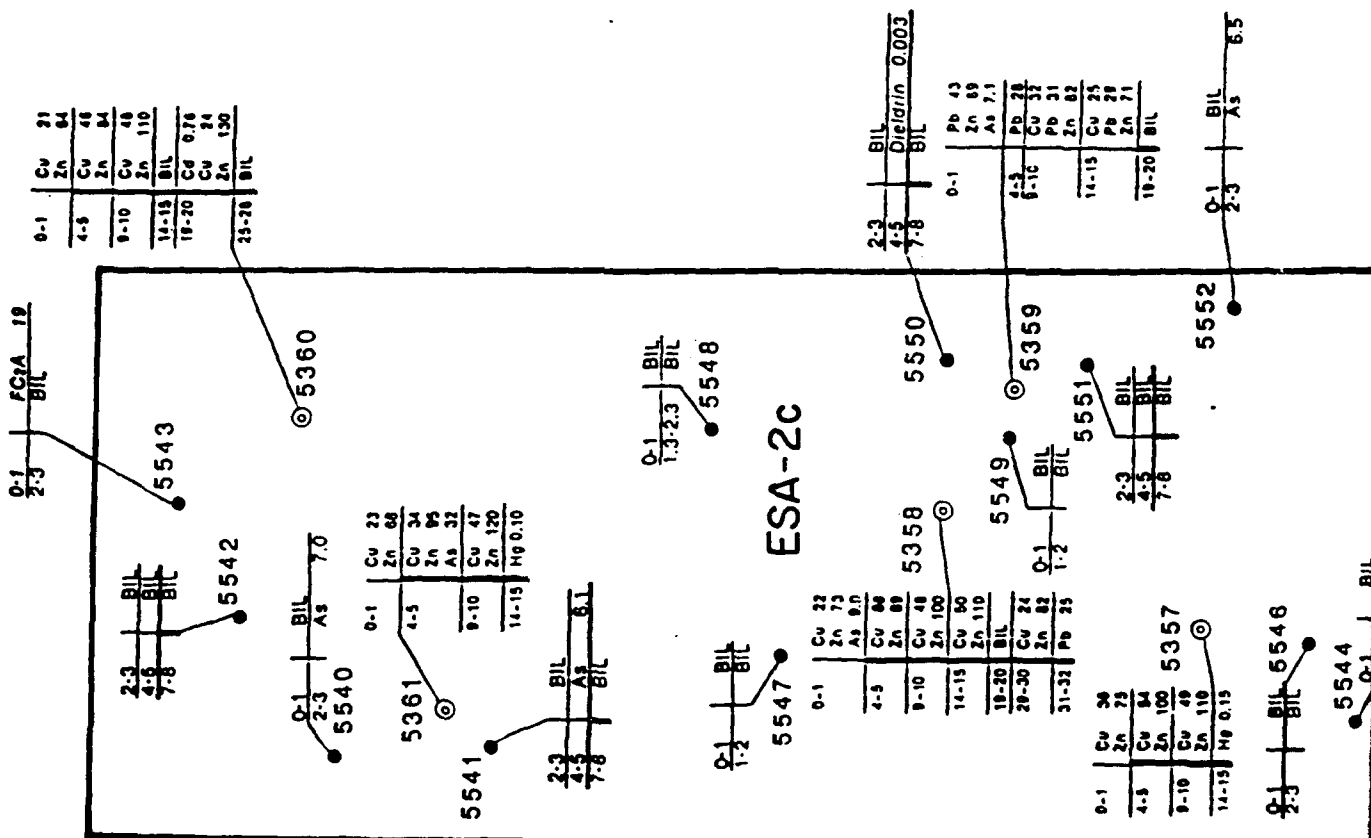 0-1 Cu 21
Zn 64
4-5 Cu 46
Zn 84
9-10 Cu 46
Zn 110
14-15 BIL
19-20 Cd 0.76
Cu 24
Zn 130
25-26 BIL
5360
0-1 FC2A 19
2-3 BIL
5543
2-3 BIL
4-6 BIL
7-8 BIL
5542
0-1 BIL
2-3 As 7.0
5540
0-1 Cu 23
Zn 68
4-5 Cu 34
Zn 95
As 32
9-10 Cu 47
Zn 120
14-15 Hg 0.10
5361
5541
2-3 BIL
4-5 As 6.1
7-8 BIL
0-1 BIL
1.3-2.3 BIL
5548
ESA-2c
0-1 BIL
1-2 BIL
5547
2-3 BIL
4-5 Dieldrin 0.003
7-8 BIL
5550
0-1 Pb 43
Zn 69
As 7.1
4-5 Pb 26
9-10 Cu 32
Pb 31
Zn 82
14-15 Cu 25
Pb 29
Zn 71
19-20 BIL
5359
0-1 BIL
2-3 As 6.5
5552
5551
2-3 BIL
4-5 BIL
7-8 BIL
5549
0-1 BIL
1-2 BIL
5358
0-1 Cu 22
Zn 73
As 9.0
4-5 Cu
Zn 89
9-10 Cu 48
Zn 100
14-15 Cu 50
Zn 110
19-20 BIL
29-30 Cu 24
Zn 82
31-32 Pb 25
5357
0-1 Cu 36
Zn 75
4-5 Cu 54
Zn 100
9-10 Cu 49
Zn 110
14-15 Hg 0.15
0-1 BIL
2-3 BIL
5546
5544
0-1 BIL